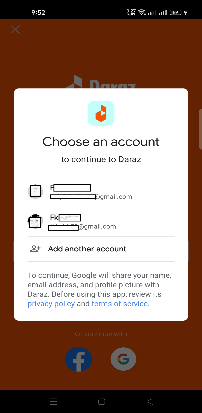 9:52
Daraz
Choose an account
to continue to Daraz
@gmail.com
@gmail.com
Add another account
To continue, Google will share your name,
email address, and profile picture with
Daraz. Before using this app, review its
privacy policy and terms of service.